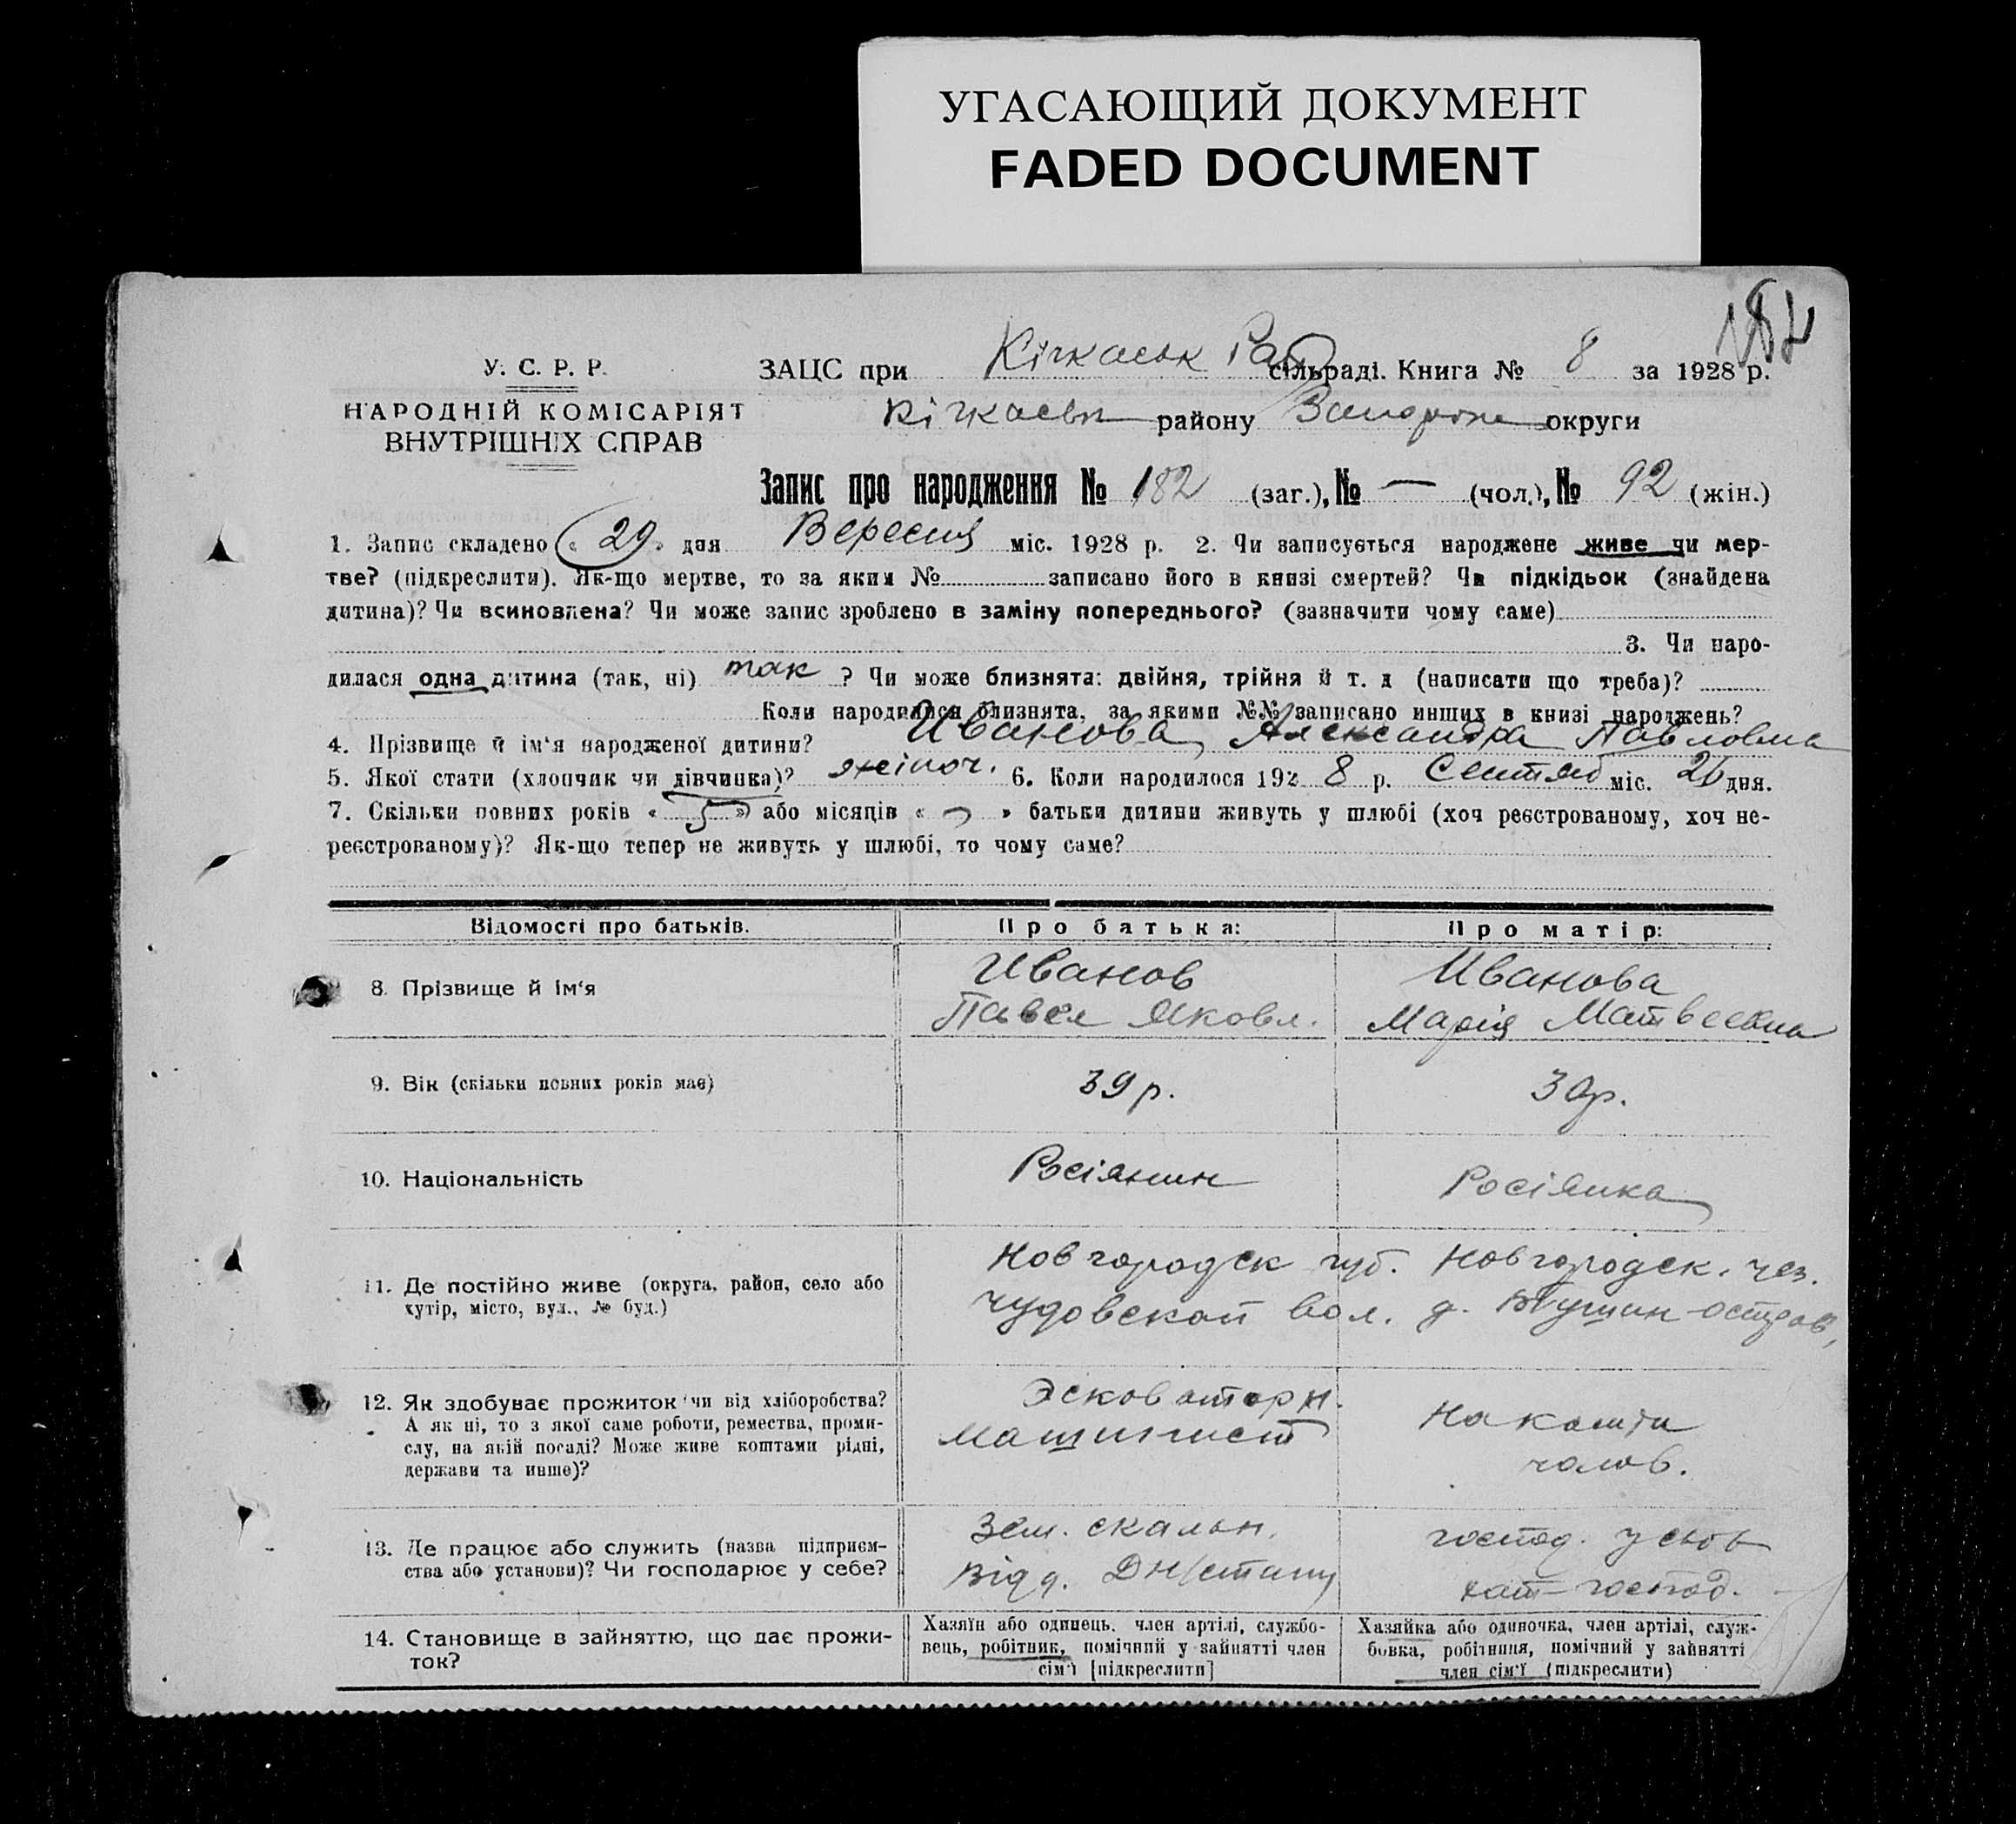 УГАСАЮЩИЙ ДОКУМЕНТ
FADED DOCUMENT
182
У. С. Р. Р.
НАРОДНІЙ КОМІСАРІЯТ
ВНУТРІШНІХ СПРАВ
ЗАЦС при Кічкаськ Рад сільраді. Книга № 8 за 1928 р.
Кічкаськ району Запорож округи
Запис про народження № 182 (заг.), № — (чол.), № 92 (жін.)
1. Запис складено « 29 » дня Вересня міс. 1928 р. 2. Чи записується народжене живе чи мер-
тве? (підкреслити). Як-що мертве, то за яким № записано його в книзі смертей? Чи підкідьок (знайдена
дитина)? Чи всиновлена? Чи може запис зроблено в заміну попереднього? (зазначити чому саме)
3. Чи наро-
дилася одна дитина (так, ні) так ? Чи може близнята: двійня, трійня й т. д (написати що треба)?
Коли народилися близнята, за якими №№ записано инших в книзі народжень?
4. Прізвище й ім'я народженої дитини? Иванова Александра Павловна
5. Якої стати (хлопчик чи дівчинка)? жіноч. 6. Коли народилося 192 8 р. Сентяб міс. 26 дня.
7. Скільки повних років « 5 » або місяців « » батьки дитини живуть у шлюбі (хоч реєстрованому, хоч не-
реєстрованому)? Як-що тепер не живуть у шлюбі, то чому саме?
Відомості про батьків. Про батька: Про матір:
8. Прізвище й ім'я
Иванов
Павел Яковл.
Иванова
Марія Матвеевна
9. Вік (скільки повних років має) 39 р. 30 р.
10. Національність Росіянин Росіянка
11. Де постійно живе (округа, район, село або
хутір, місто, вул., № буд.)
Новгородск губ. Новгородск.
Чудовской вол. д. остров,
12. Як здобуває прожиток чи від хліборобства?
А як ні, то з якої саме роботи, ремества, проми-
слу, на якій посаді? Може живе коштами рідні,
держави та инше)?
Эсковаторн.
машинист
На кошти
чолов.
13. Де працює або служить (назва підприєм-
ства або установи)? Чи господарює у себе?
Зем. скальн.
Відд. Дн/стану
господ. у своє
хат-господ.
14. Становище в зайняттю, що дає прожи-
ток?
Хазяїн або одинець, член артілі, службо-
вець, робітник, помічний у зайнятті член
сім'ї [підкреслити]
Хазяйка або одиночка, член артілі, служ-
бовка, робітниця, помічний у зайнятті
член сім'ї (підкреслити)